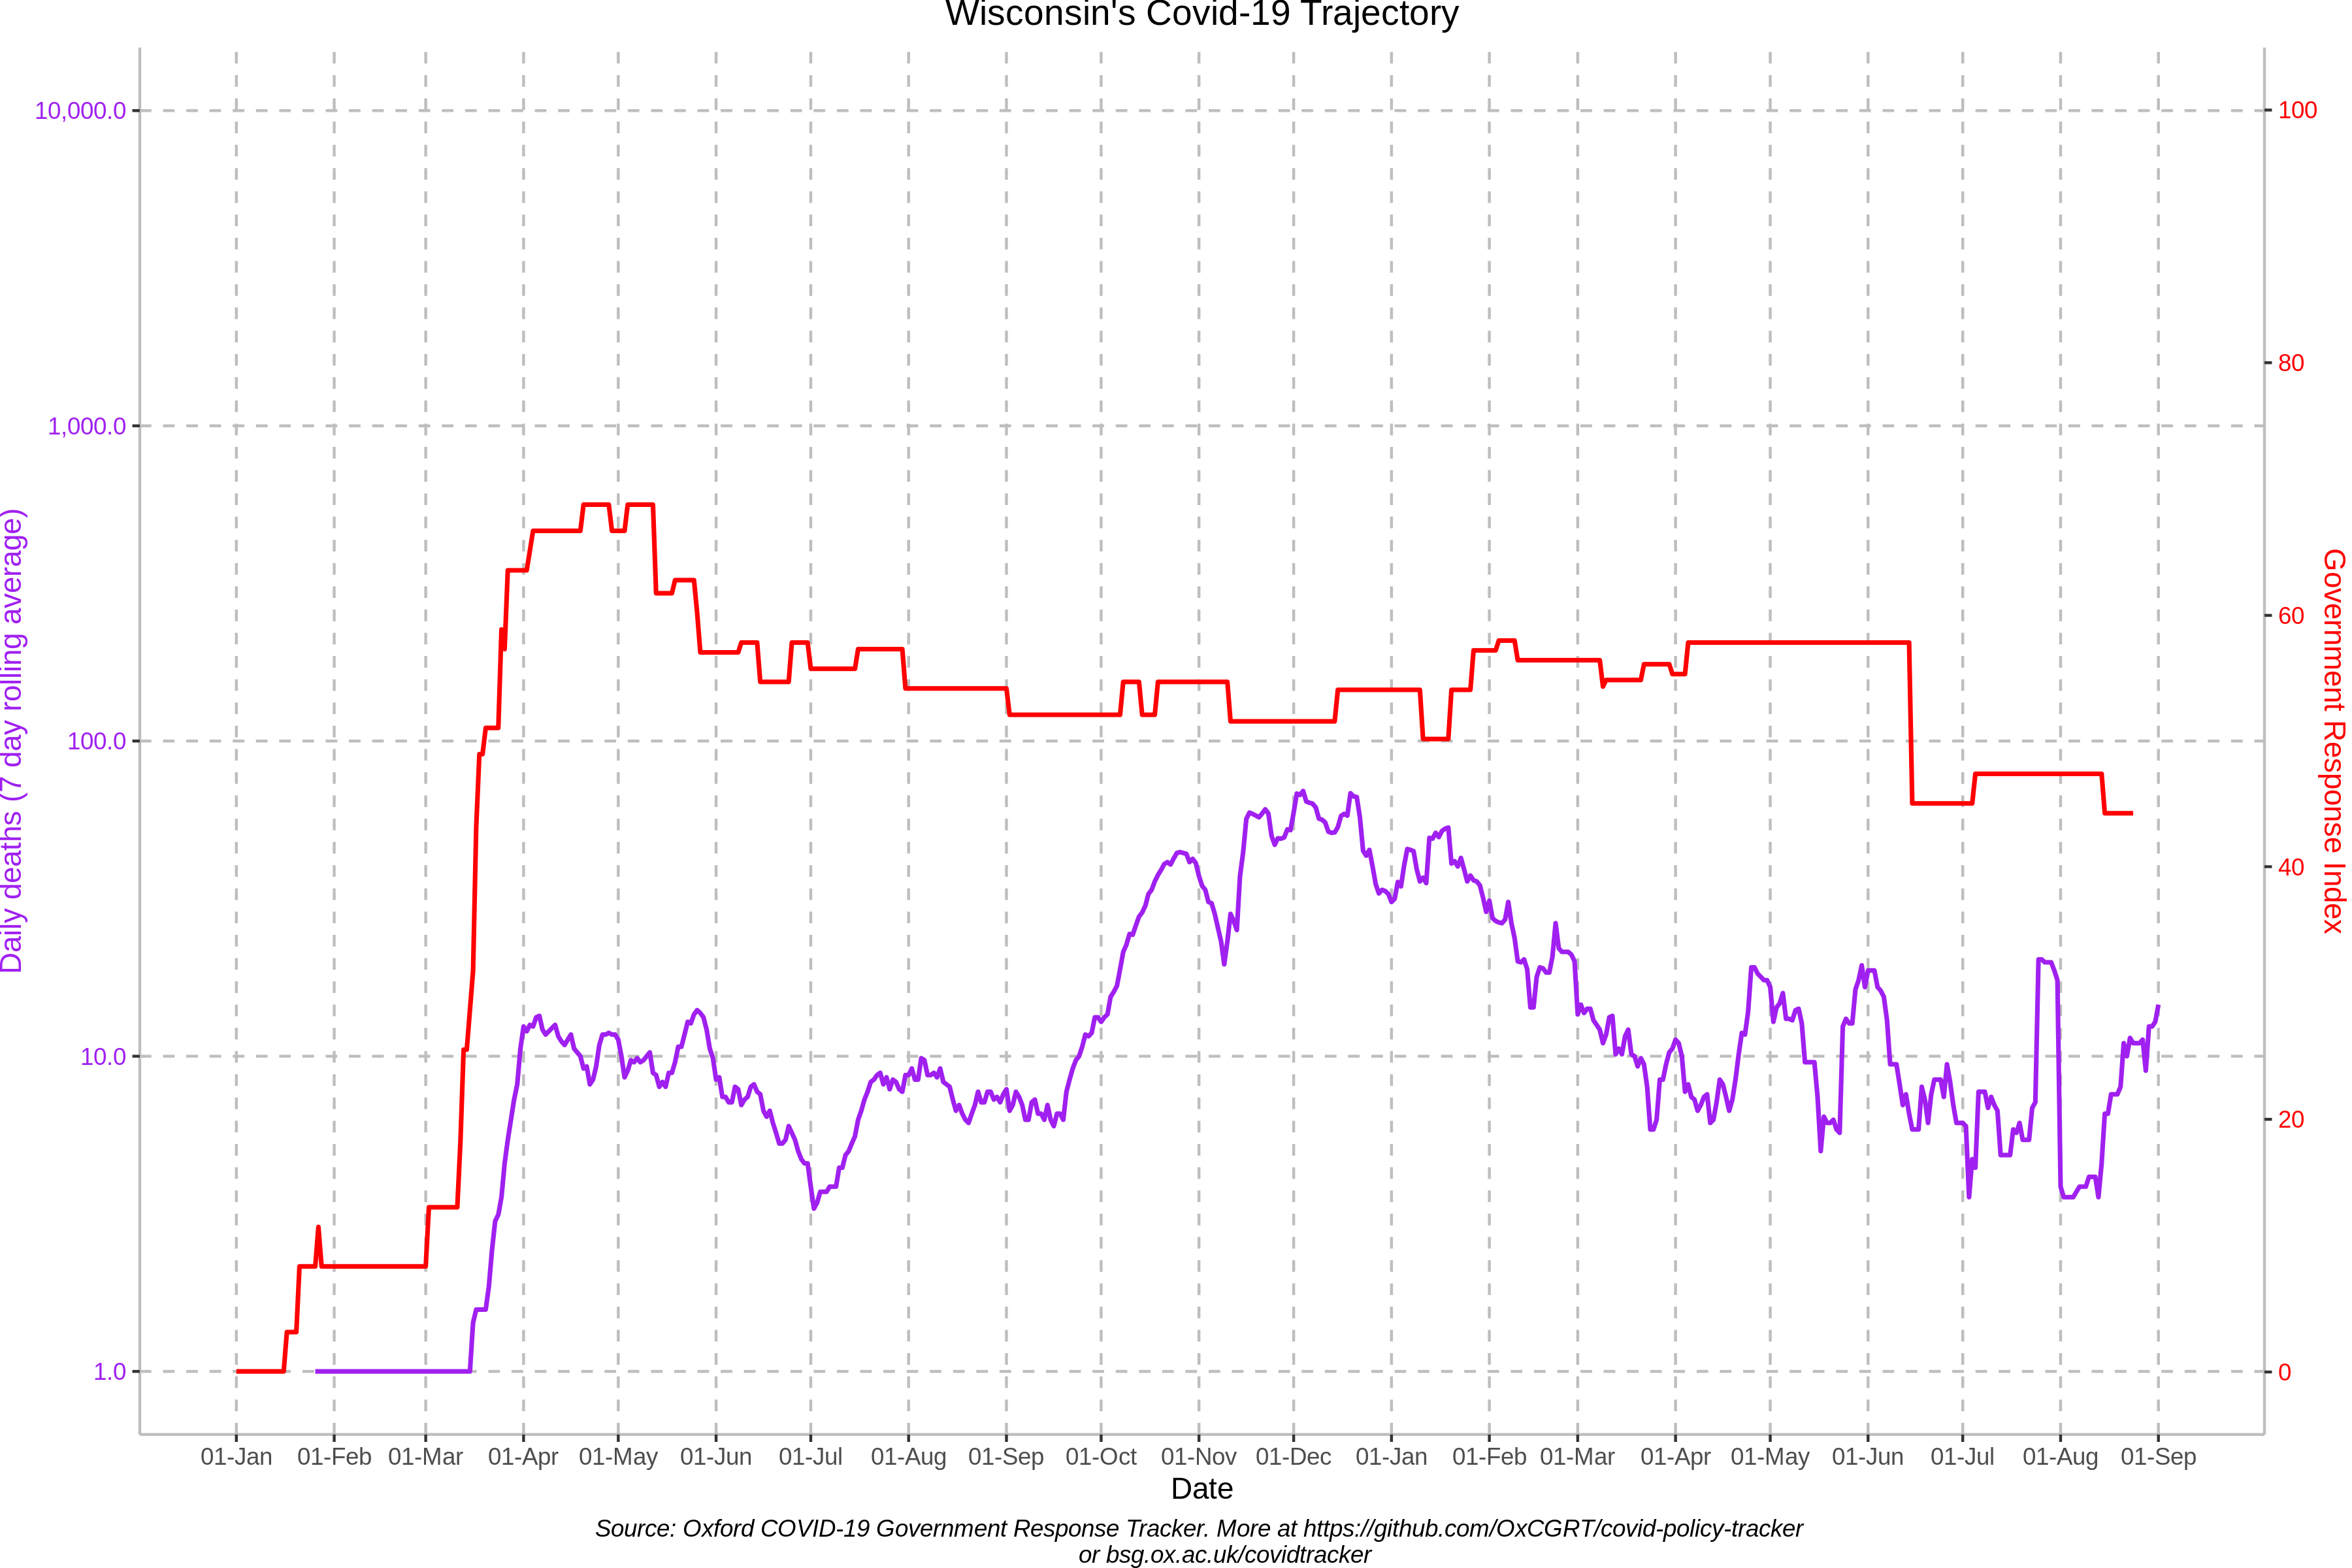 Wisconsin's Covid-19 Trajectory
10,000.0
1,000.0
100.0
10.0
1.0
Daily deaths (7 day rolling average)
100
80
60
40
20
0
Government Response Index
01-Jan 01-Feb 01-Mar 01-Apr 01-May 01-Jun 01-Jul 01-Aug 01-Sep 01-Oct 01-Nov 01-Dec 01-Jan 01-Feb 01-Mar 01-Apr 01-May 01-Jun 01-Jul 01-Aug 01-Sep
Date
Source: Oxford COVID-19 Government Response Tracker. More at https://github.com/OxCGRT/covid-policy-tracker
or bsg.ox.ac.uk/covidtracker